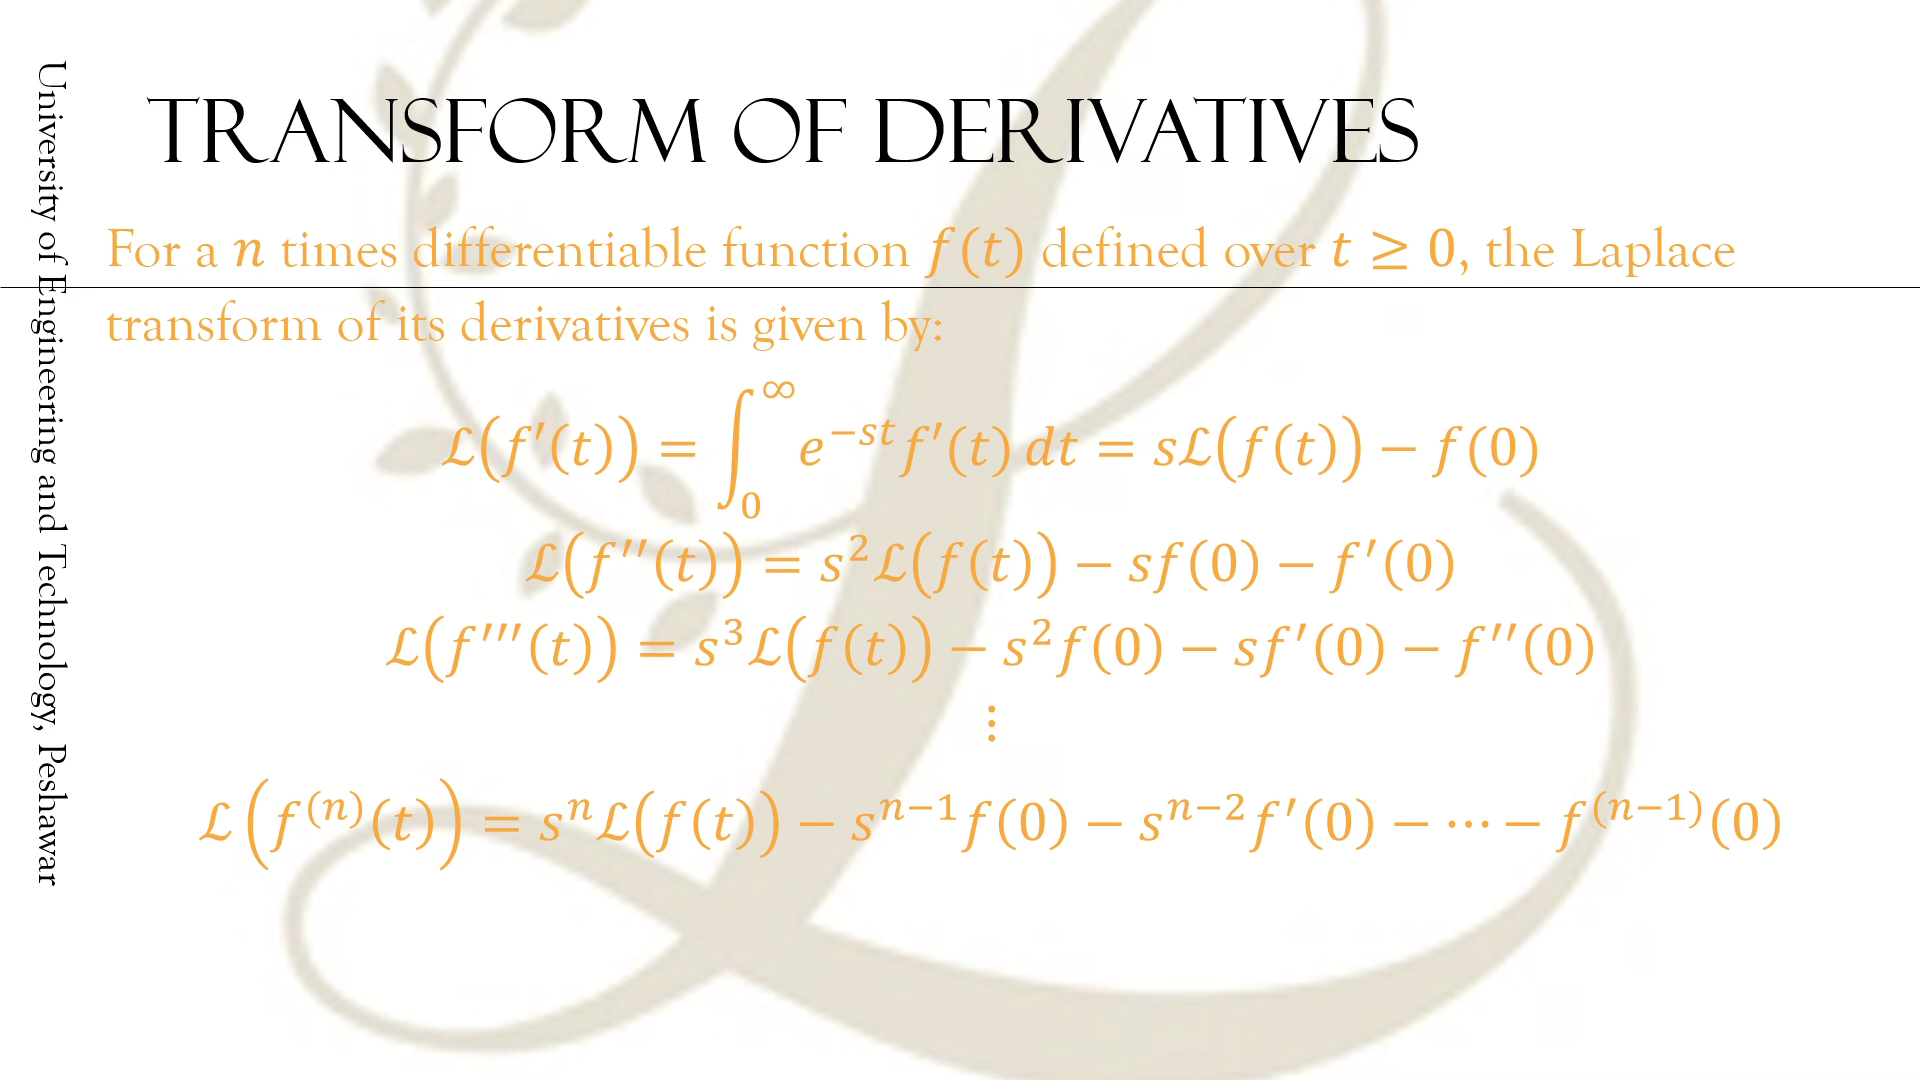 University of Engineering and Technology, Peshawar
TRANSFORM OF DERIVATIVES
For a n times differentiable function f(t) defined over t ≥ 0, the Laplace
transform of its derivatives is given by:
ℒ(f′(t)) = ∫₀^∞ e^{−st} f′(t) dt = sℒ(f(t)) − f(0)
ℒ(f′′(t)) = s²ℒ(f(t)) − sf(0) − f′(0)
ℒ(f′′′(t)) = s³ℒ(f(t)) − s²f(0) − sf′(0) − f′′(0)
⋮
ℒ(f^{(n)}(t)) = s^nℒ(f(t)) − s^{n−1}f(0) − s^{n−2}f′(0) − ⋯ − f^{(n−1)}(0)